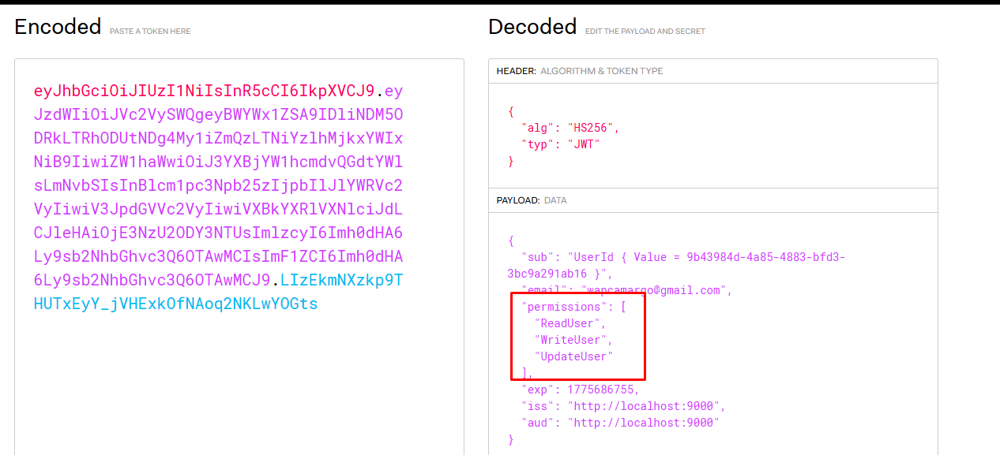 Encoded PASTE A TOKEN HERE
eyJhbGciOiJIUzI1NiIsInR5cCI6IkpXVCJ9.ey
JzdWIiOiJVc2VySWQgeyBWYWx1ZSA9IDliNDM5O
DRkLTRhODUtNDg4My1iZmQzLTNiYzlhMjkxYWIx
NiB9IiwiZW1haWwiOiJ3YXBjYW1hcmdvQGdtYWl
sLmNvbSIsInBlcm1pc3Npb25zIjpbIlJlYWRVc2
VyIiwiV3JpdGVVc2VyIiwiVXBkYXRlVXNlciJdL
CJleHAiOjE3NzU2ODY3NTUsImlzcyI6Imh0dHA6
Ly9sb2NhbGhvc3Q6OTAwMCIsImF1ZCI6Imh0dHA
6Ly9sb2NhbGhvc3Q6OTAwMCJ9.LIzEkmNXzkp9T
HUTxEyY_jVHExkOfNAoq2NKLwYOGts
Decoded EDIT THE PAYLOAD AND SECRET
HEADER: ALGORITHM & TOKEN TYPE
{
"alg": "HS256",
"typ": "JWT"
}
PAYLOAD: DATA
{
"sub": "UserId { Value = 9b43984d-4a85-4883-bfd3-
3bc9a291ab16 }",
"email": "wapcamargo@gmail.com",
"permissions": [
"ReadUser",
"WriteUser",
"UpdateUser"
],
"exp": 1775686755,
"iss": "http://localhost:9000",
"aud": "http://localhost:9000"
}